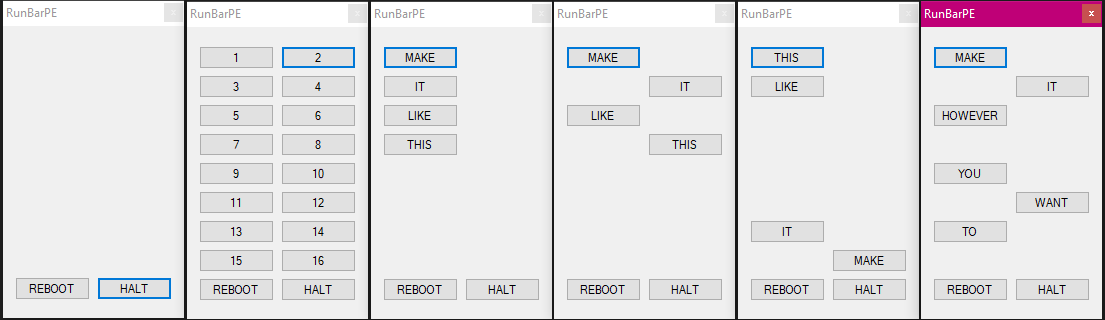 RunBarPE x
REBOOT HALT
RunBarPE x
1 2
3 4
5 6
7 8
9 10
11 12
13 14
15 16
REBOOT HALT
RunBarPE x
MAKE
IT
LIKE
THIS
REBOOT HALT
RunBarPE x
MAKE
IT
LIKE
THIS
REBOOT HALT
RunBarPE x
THIS
LIKE
IT
MAKE
REBOOT HALT
RunBarPE x
MAKE
IT
HOWEVER
YOU
WANT
TO
REBOOT HALT